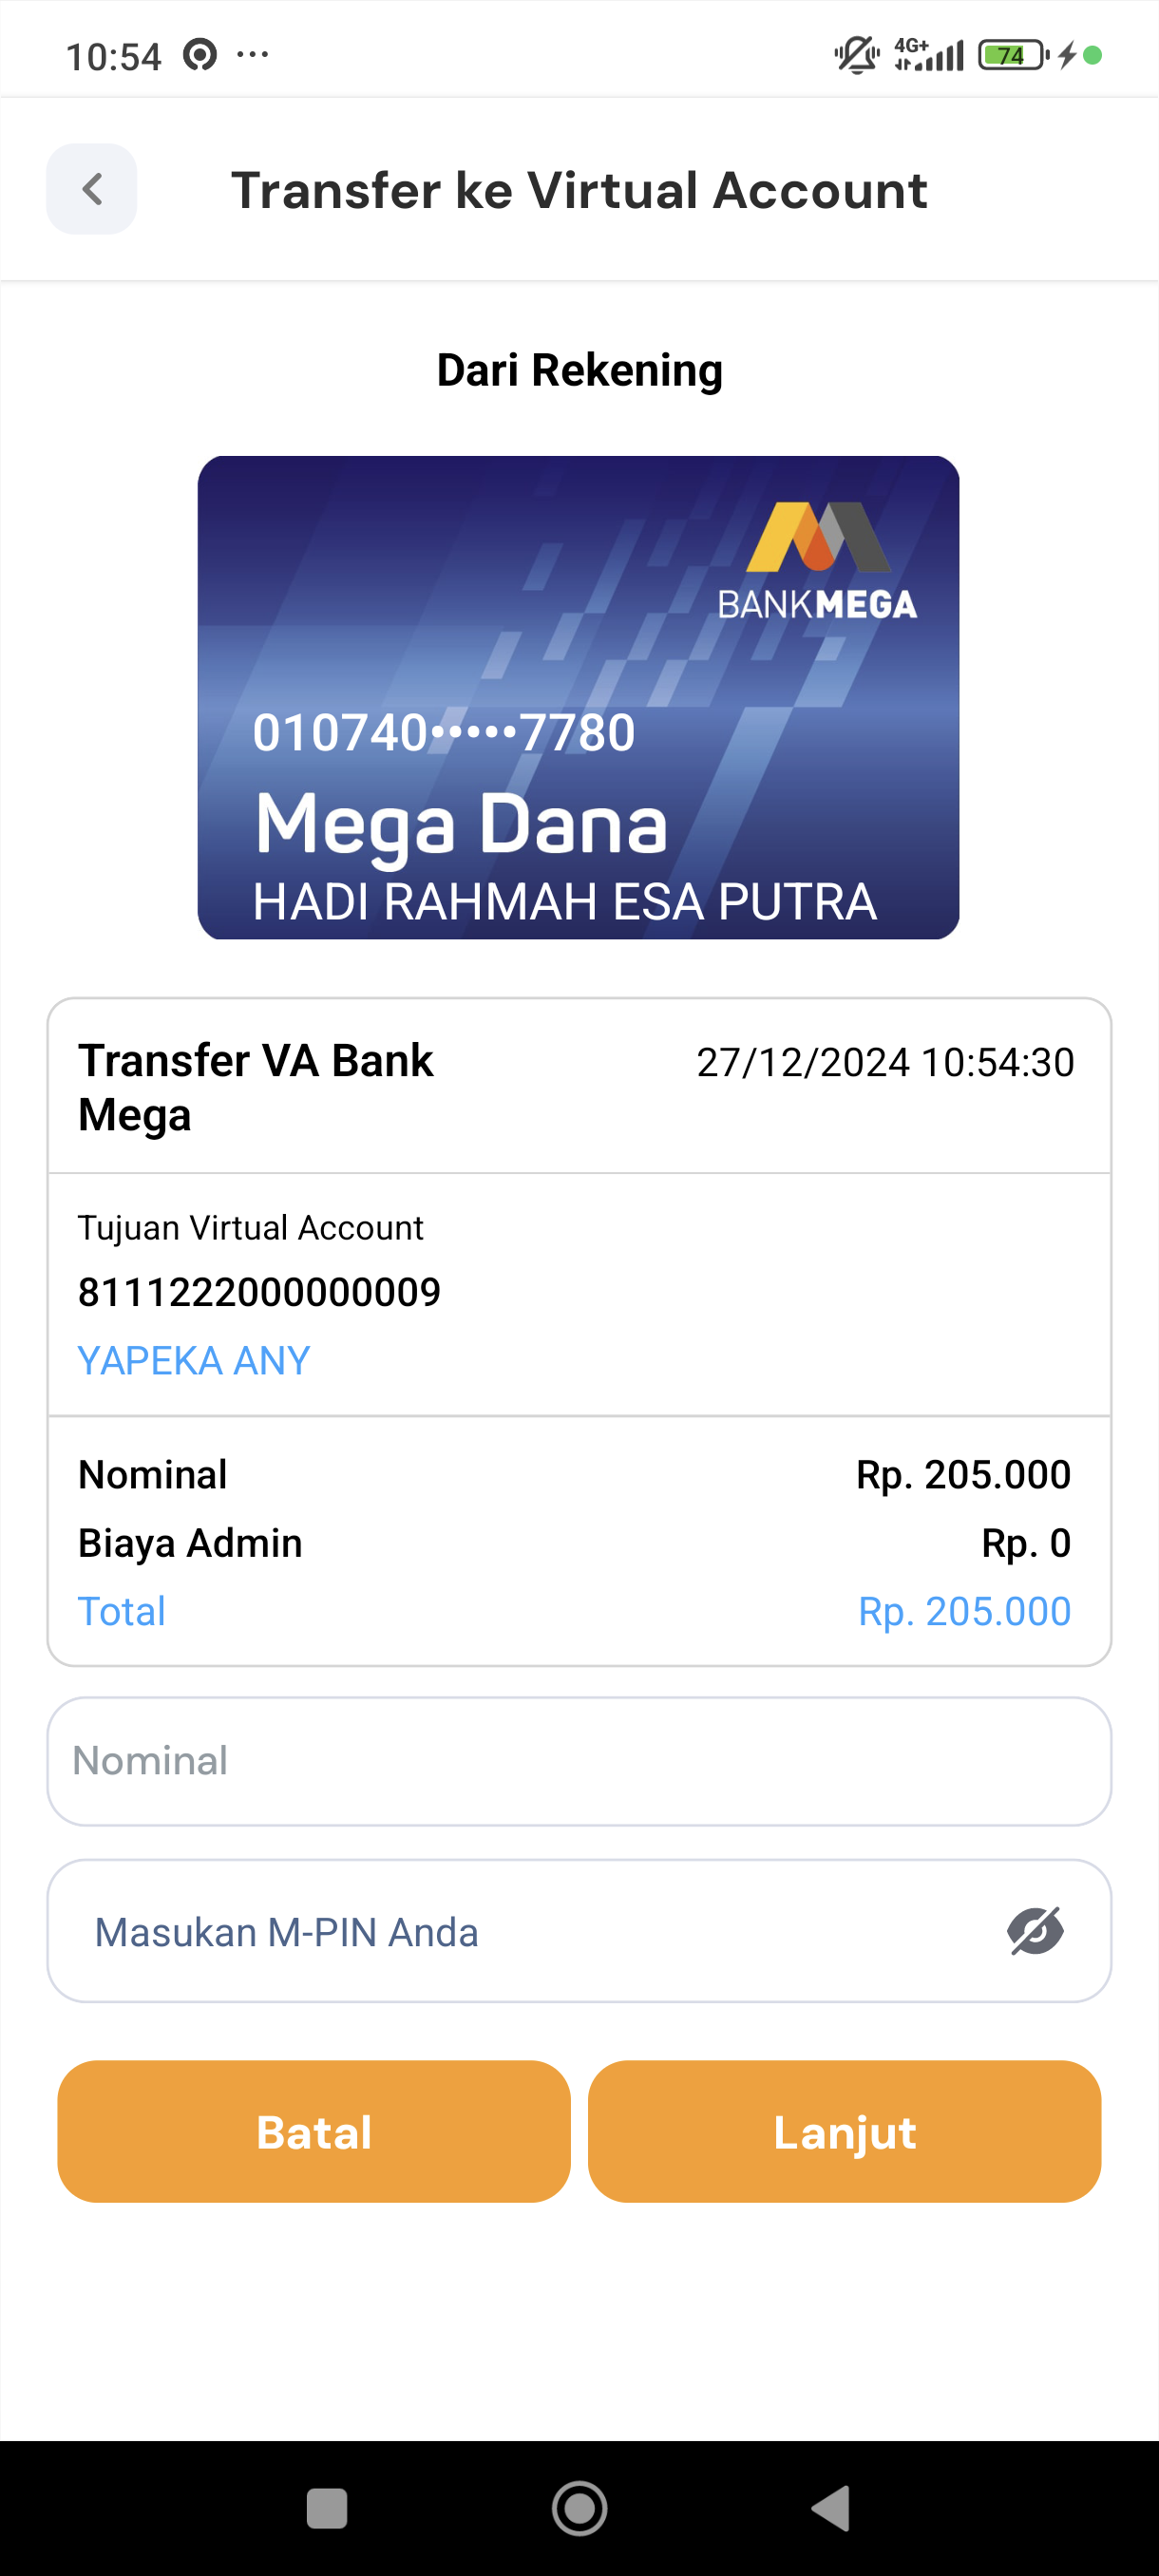 10:54 ... 4G+ 74
Transfer ke Virtual Account
Dari Rekening
BANKMEGA
010740•••••7780
Mega Dana
HADI RAHMAH ESA PUTRA
Transfer VA Bank 27/12/2024 10:54:30
Mega
Tujuan Virtual Account
8111222000000009
YAPEKA ANY
Nominal Rp. 205.000
Biaya Admin Rp. 0
Total Rp. 205.000
Nominal
Masukan M-PIN Anda
Batal Lanjut